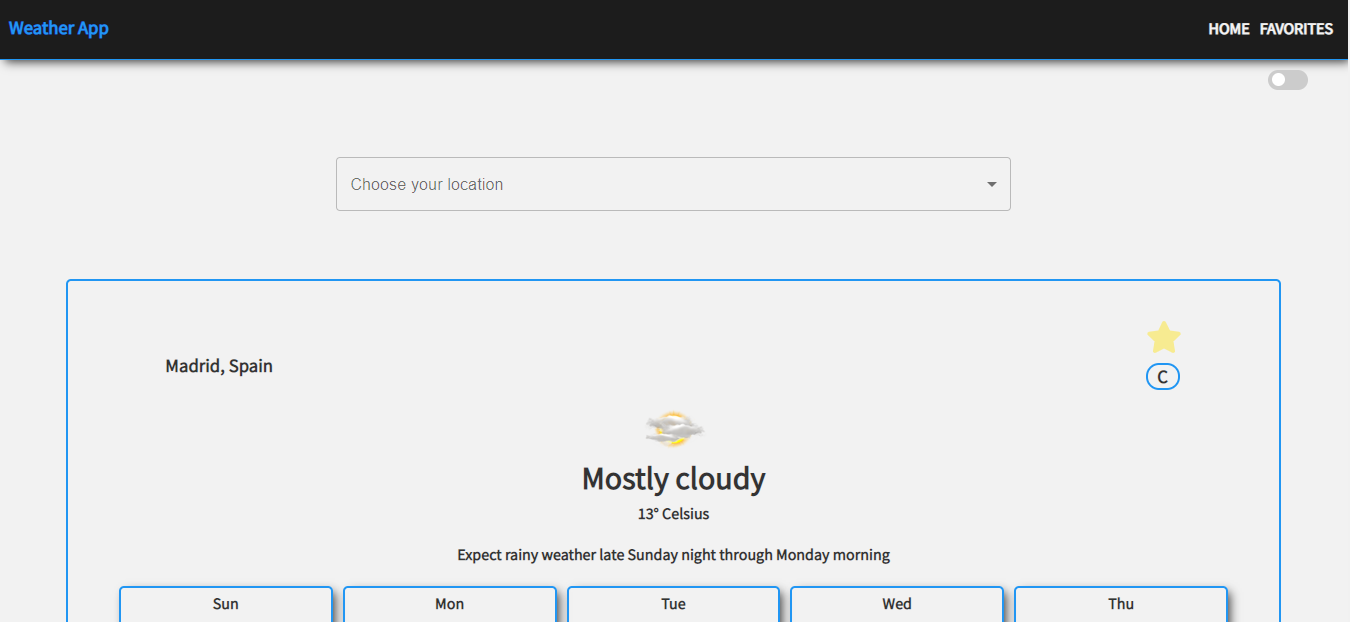 Weather App
HOME FAVORITES
Choose your location
Madrid, Spain
C
Mostly cloudy
13° Celsius
Expect rainy weather late Sunday night through Monday morning
Sun Mon Tue Wed Thu